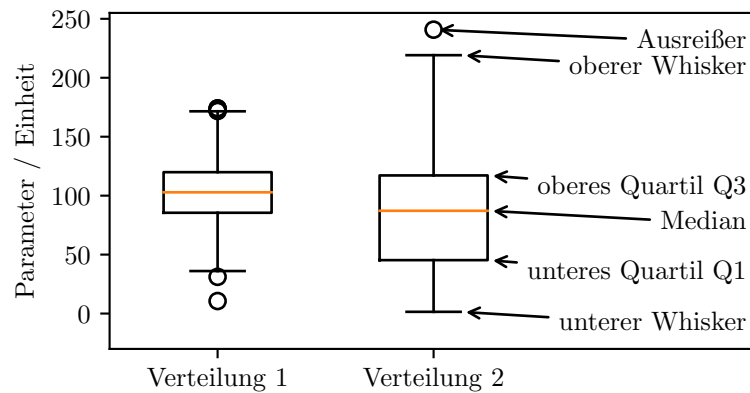 250
200
150
100
50
0
Parameter / Einheit
Verteilung 1
Verteilung 2
Ausreißer
oberer Whisker
oberes Quartil Q3
Median
unteres Quartil Q1
unterer Whisker